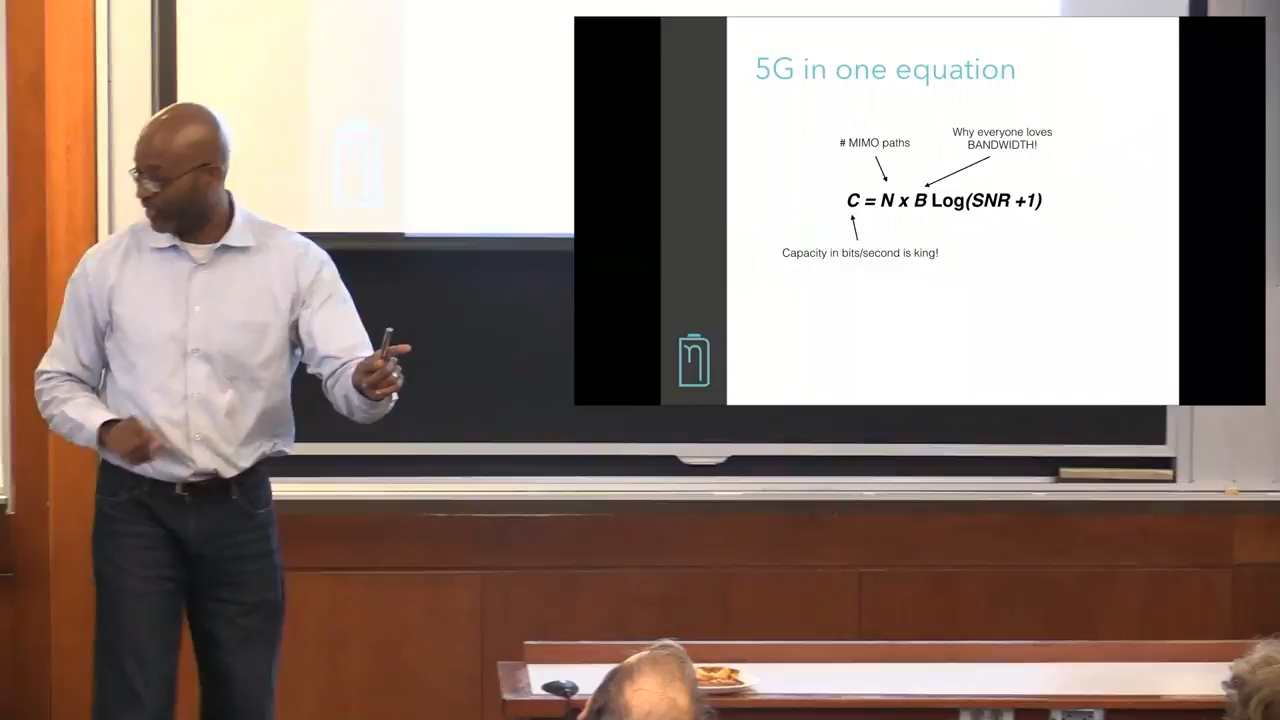 5G in one equation
# MIMO paths
Why everyone loves
BANDWIDTH!
C = N x B Log(SNR +1)
Capacity in bits/second is king!
η